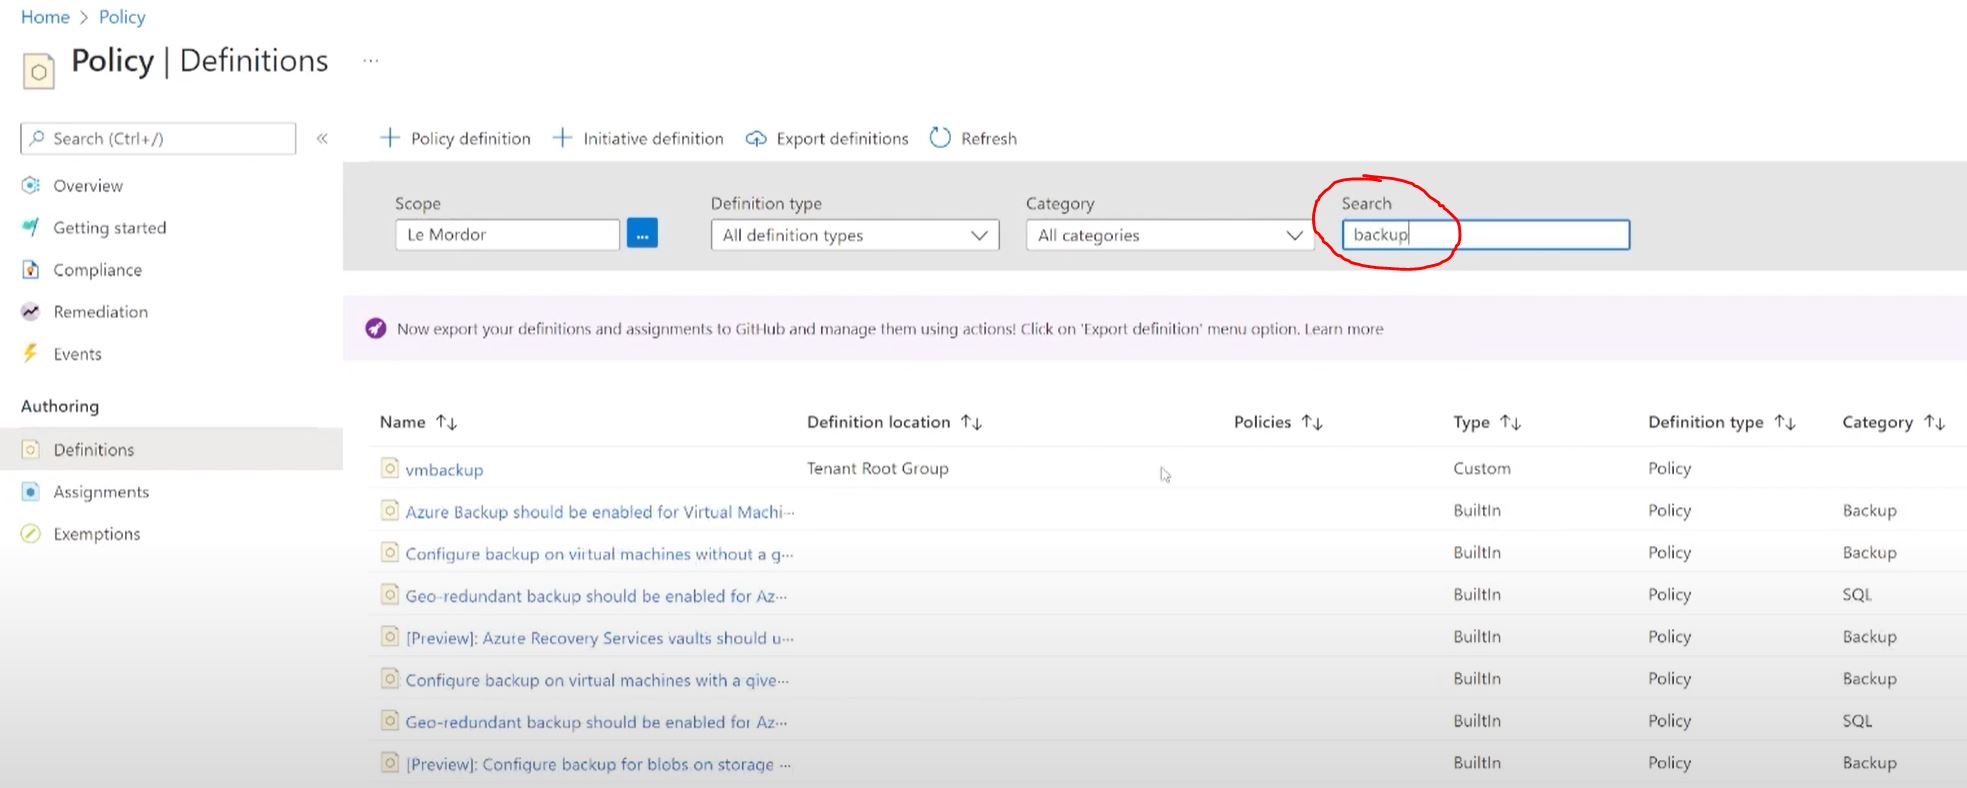 Home > Policy
Policy | Definitions ...
Search (Ctrl+/) «
Overview
Getting started
Compliance
Remediation
Events
Authoring
Definitions
Assignments
Exemptions
+ Policy definition + Initiative definition Export definitions Refresh
Scope Definition type Category Search
Le Mordor ... All definition types All categories backup
Now export your definitions and assignments to GitHub and manage them using actions! Click on 'Export definition' menu option. Learn more
Name ↑↓ Definition location ↑↓ Policies ↑↓ Type ↑↓ Definition type ↑↓ Category ↑↓
vmbackup Tenant Root Group Custom Policy
Azure Backup should be enabled for Virtual Machi... BuiltIn Policy Backup
Configure backup on virtual machines without a g... BuiltIn Policy Backup
Geo-redundant backup should be enabled for Az... BuiltIn Policy SQL
[Preview]: Azure Recovery Services vaults should u... BuiltIn Policy Backup
Configure backup on virtual machines with a give... BuiltIn Policy Backup
Geo-redundant backup should be enabled for Az... BuiltIn Policy SQL
[Preview]: Configure backup for blobs on storage ... BuiltIn Policy Backup